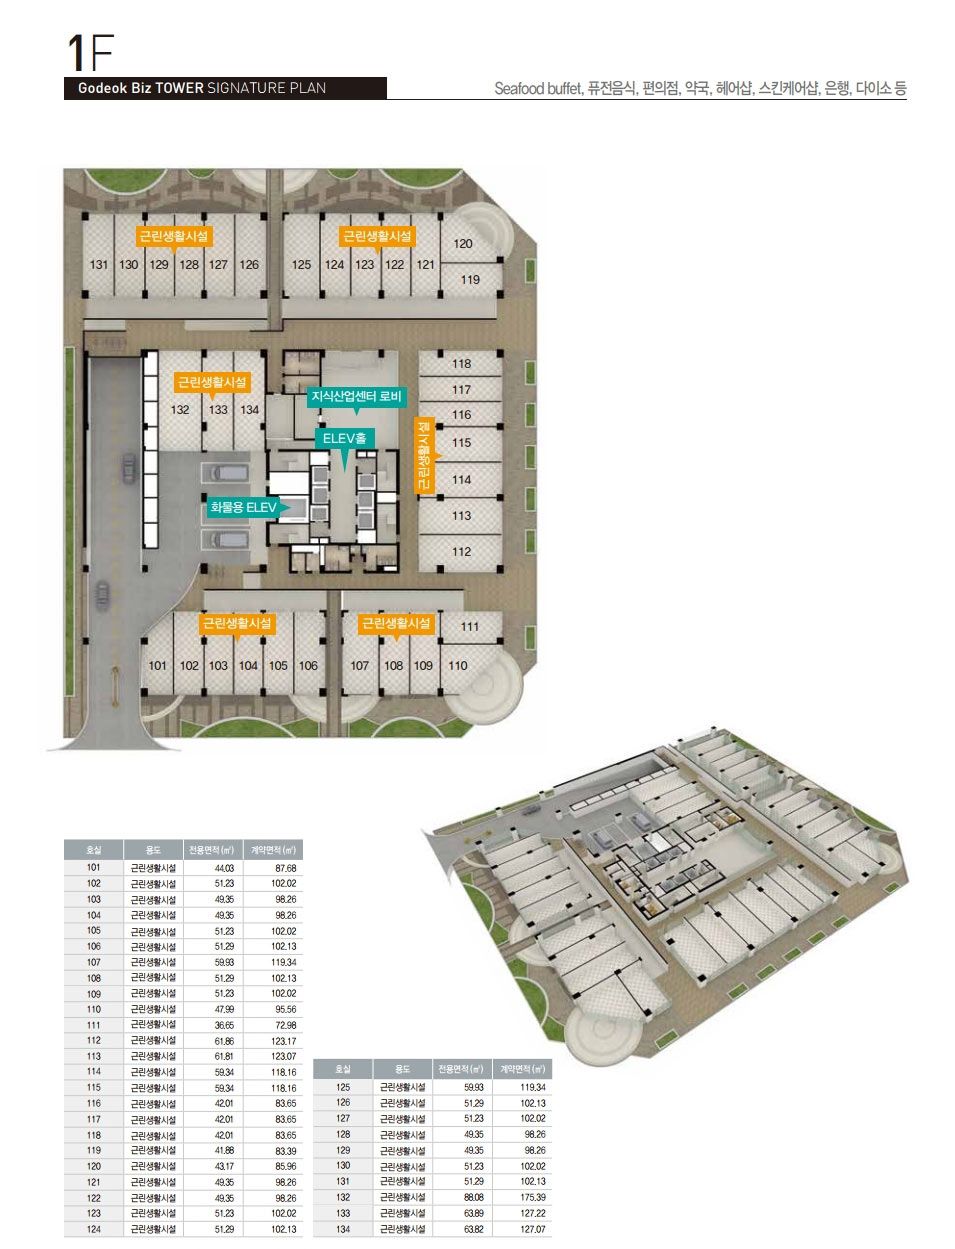 1F
Godeok Biz TOWER SIGNATURE PLAN
Seafood buffet, 퓨전음식, 편의점, 약국, 헤어샵, 스킨케어샵, 은행, 다이소 등
근린생활시설 근린생활시설
120
131 130 129 128 127 126 125 124 123 122 121
119
118
근린생활시설
지식산업센터 로비
117
132 133 134
116
ELEV홀
근린생활시설
115
114
화물용 ELEV
113
112
근린생활시설 근린생활시설
111
101 102 103 104 105 106 107 108 109 110
호실 용도 전용면적 (㎡) 계약면적 (㎡)
101 근린생활시설 44.03 87.68
102 근린생활시설 51.23 102.02
103 근린생활시설 49.35 98.26
104 근린생활시설 49.35 98.26
105 근린생활시설 51.23 102.02
106 근린생활시설 51.29 102.13
107 근린생활시설 59.93 119.34
108 근린생활시설 51.29 102.13
109 근린생활시설 51.23 102.02
110 근린생활시설 47.99 95.56
111 근린생활시설 36.65 72.98
112 근린생활시설 61.86 123.17
113 근린생활시설 61.81 123.07
114 근린생활시설 59.34 118.16
115 근린생활시설 59.34 118.16
116 근린생활시설 42.01 83.65
117 근린생활시설 42.01 83.65
118 근린생활시설 42.01 83.65
119 근린생활시설 41.88 83.39
120 근린생활시설 43.17 85.96
121 근린생활시설 49.35 98.26
122 근린생활시설 49.35 98.26
123 근린생활시설 51.23 102.02
124 근린생활시설 51.29 102.13
호실 용도 전용면적 (㎡) 계약면적 (㎡)
125 근린생활시설 59.93 119.34
126 근린생활시설 51.29 102.13
127 근린생활시설 51.23 102.02
128 근린생활시설 49.35 98.26
129 근린생활시설 49.35 98.26
130 근린생활시설 51.23 102.02
131 근린생활시설 51.29 102.13
132 근린생활시설 88.08 175.39
133 근린생활시설 63.89 127.22
134 근린생활시설 63.82 127.07